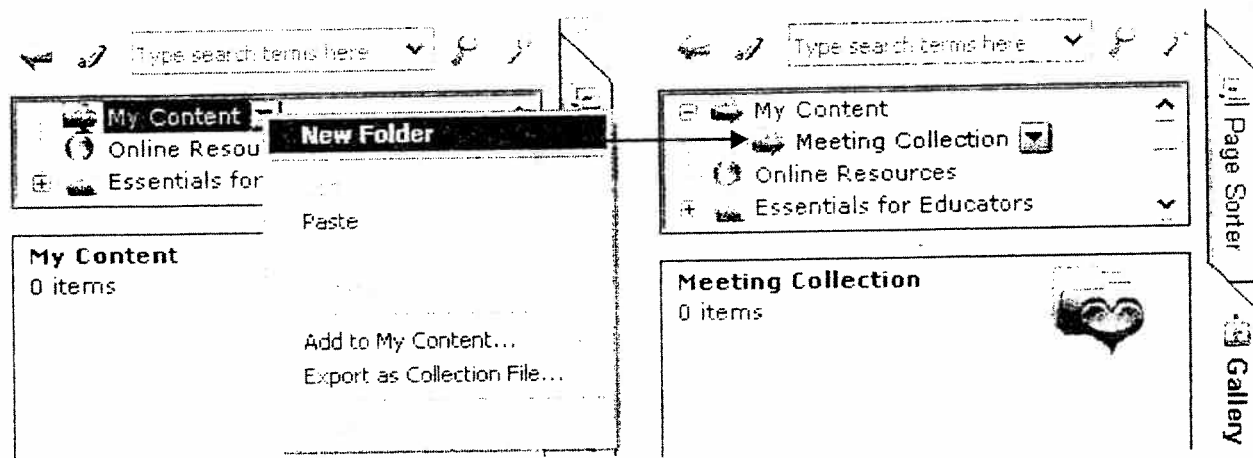 Type search terms here
My Content
Online Resou
Essentials for
New Folder
Paste
Add to My Content...
Export as Collection File...
My Content
0 items
Type search terms here
My Content
Meeting Collection
Online Resources
Essentials for Educators
Meeting Collection
0 items
Page Sorter
Gallery